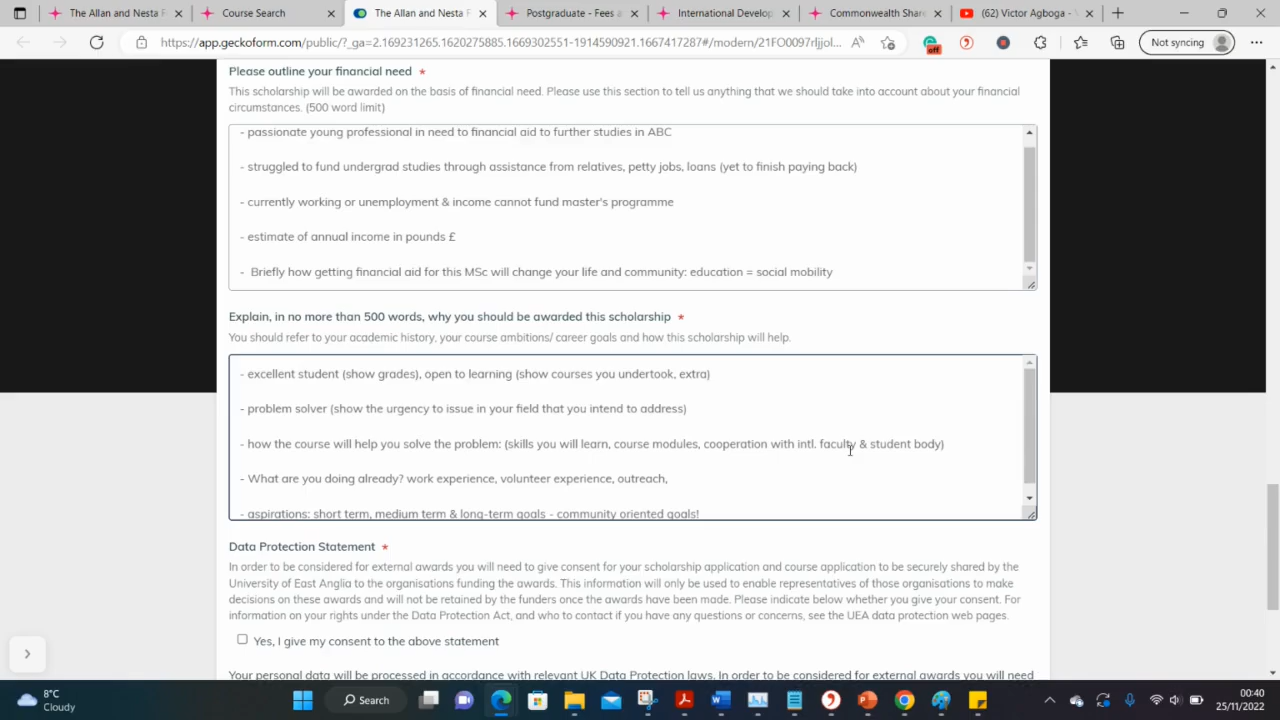 The Allan and Nesta F
Course Search
The Allan and Nesta F
Postgraduate - Fees a
International Develop
Commonwealth Share
(62) Victor Agboga - V
https://app.geckoform.com/public/?_ga=2.169231265.1620275885.1669302551-1914590921.1667417287#/modern/21FO0097rljjol...
off
Not syncing
Please outline your financial need *
This scholarship will be awarded on the basis of financial need. Please use this section to tell us anything that we should take into account about your financial
circumstances. (500 word limit)
- passionate young professional in need to financial aid to further studies in ABC
- struggled to fund undergrad studies through assistance from relatives, petty jobs, loans (yet to finish paying back)
- currently working or unemployment & income cannot fund master's programme
- estimate of annual income in pounds £
- Briefly how getting financial aid for this MSc will change your life and community: education = social mobility
Explain, in no more than 500 words, why you should be awarded this scholarship *
You should refer to your academic history, your course ambitions/ career goals and how this scholarship will help.
- excellent student (show grades), open to learning (show courses you undertook, extra)
- problem solver (show the urgency to issue in your field that you intend to address)
- how the course will help you solve the problem: (skills you will learn, course modules, cooperation with intl. faculty & student body)
- What are you doing already? work experience, volunteer experience, outreach,
- aspirations: short term, medium term & long-term goals - community oriented goals!
Data Protection Statement *
In order to be considered for external awards you will need to give consent for your scholarship application and course application to be securely shared by the
University of East Anglia to the organisations funding the awards. This information will only be used to enable representatives of those organisations to make
decisions on these awards and will not be retained by the funders once the awards have been made. Please indicate below whether you give your consent. For
information on your rights under the Data Protection Act, and who to contact if you have any questions or concerns, see the UEA data protection web pages.
Yes, I give my consent to the above statement
Your personal data will be processed in accordance with relevant UK Data Protection laws. In order to be considered for external awards you will need
8°C
Cloudy
Search
00:40
25/11/2022